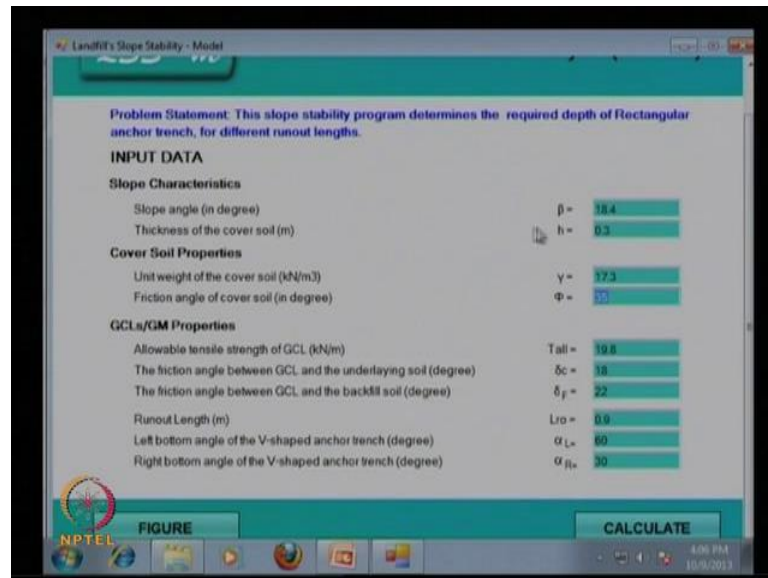 Landfill's Slope Stability - Model
Problem Statement: This slope stability program determines the required depth of Rectangular
anchor trench, for different runout lengths.
INPUT DATA
Slope Characteristics
Slope angle (in degree) β = 18.4
Thickness of the cover soil (m) h = 0.3
Cover Soil Properties
Unit weight of the cover soil (kN/m3) γ = 17.3
Friction angle of cover soil (in degree) Φ = 35
GCLs/GM Properties
Allowable tensile strength of GCL (kN/m) Tall = 19.8
The friction angle between GCL and the underlaying soil (degree) δc = 18
The friction angle between GCL and the backfill soil (degree) δF = 22
Runout Length (m) Lro = 0.9
Left bottom angle of the V-shaped anchor trench (degree) αL= 60
Right bottom angle of the V-shaped anchor trench (degree) αR= 30
FIGURE CALCULATE
NPTEL
4:06 PM
10/9/2013